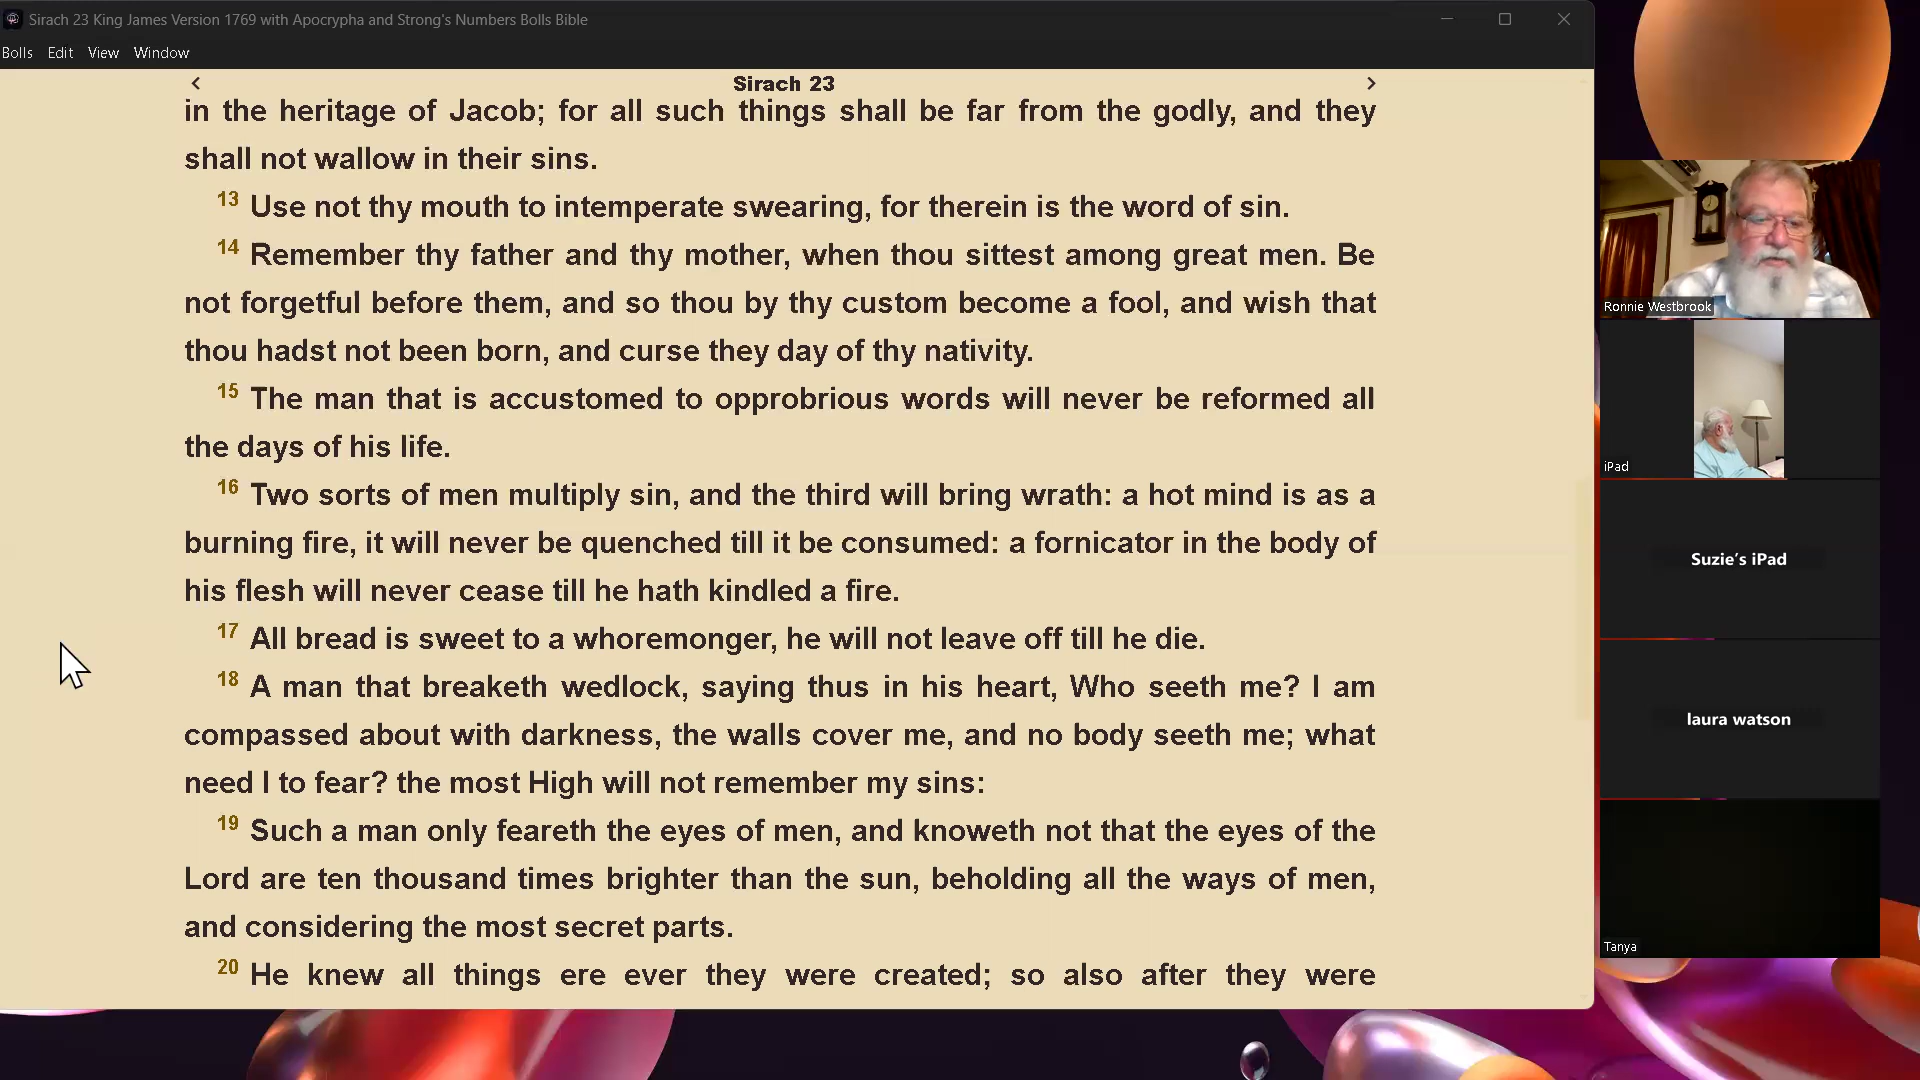 Sirach 23 King James Version 1769 with Apocrypha and Strong's Numbers Bolls Bible
Bolls Edit View Window
< Sirach 23 >
in the heritage of Jacob; for all such things shall be far from the godly, and they
shall not wallow in their sins.
13 Use not thy mouth to intemperate swearing, for therein is the word of sin.
14 Remember thy father and thy mother, when thou sittest among great men. Be
not forgetful before them, and so thou by thy custom become a fool, and wish that
thou hadst not been born, and curse they day of thy nativity.
15 The man that is accustomed to opprobrious words will never be reformed all
the days of his life.
16 Two sorts of men multiply sin, and the third will bring wrath: a hot mind is as a
burning fire, it will never be quenched till it be consumed: a fornicator in the body of
his flesh will never cease till he hath kindled a fire.
17 All bread is sweet to a whoremonger, he will not leave off till he die.
18 A man that breaketh wedlock, saying thus in his heart, Who seeth me? I am
compassed about with darkness, the walls cover me, and no body seeth me; what
need I to fear? the most High will not remember my sins:
19 Such a man only feareth the eyes of men, and knoweth not that the eyes of the
Lord are ten thousand times brighter than the sun, beholding all the ways of men,
and considering the most secret parts.
20 He knew all things ere ever they were created; so also after they were
Ronnie Westbrook
iPad
Suzie's iPad
laura watson
Tanya